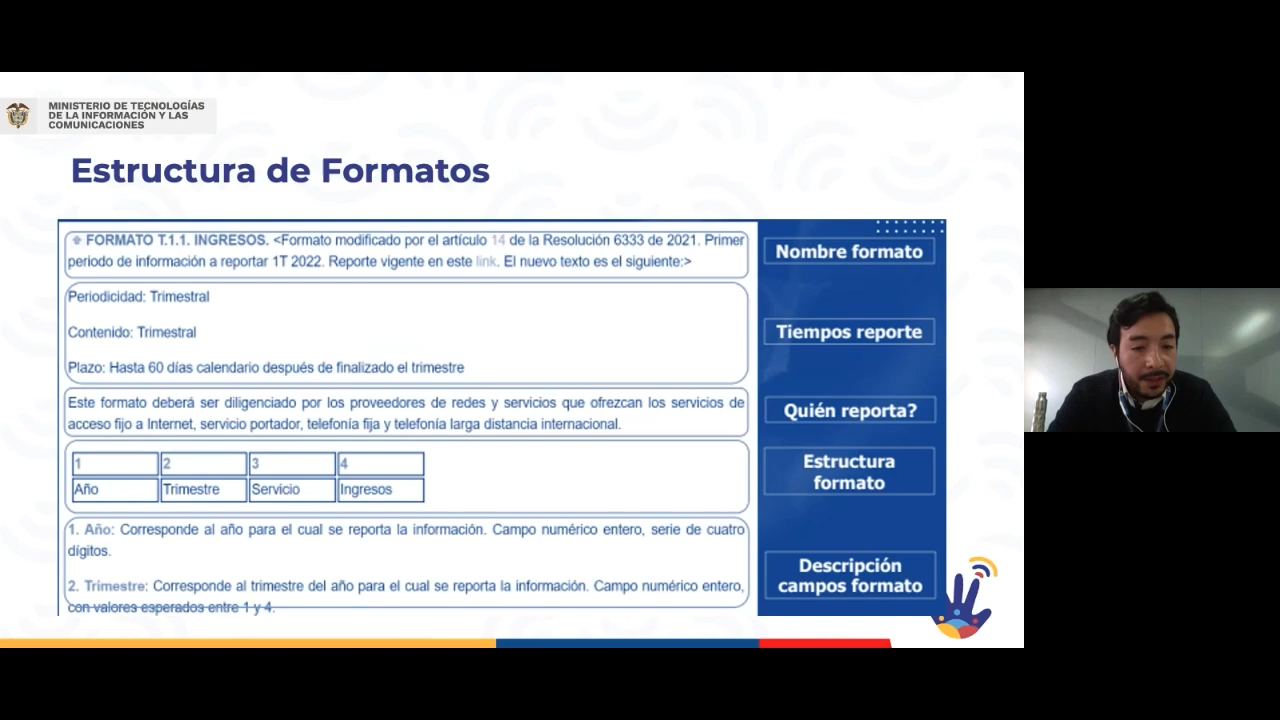 MINISTERIO DE TECNOLOGÍAS
DE LA INFORMACIÓN Y LAS
COMUNICACIONES
Estructura de Formatos
FORMATO T.1.1. INGRESOS. <Formato modificado por el artículo 14 de la Resolución 6333 de 2021. Primer
periodo de información a reportar 1T 2022. Reporte vigente en este link. El nuevo texto es el siguiente:>
Nombre formato
Periodicidad: Trimestral
Contenido: Trimestral
Plazo: Hasta 60 días calendario después de finalizado el trimestre
Tiempos reporte
Este formato deberá ser diligenciado por los proveedores de redes y servicios que ofrezcan los servicios de
acceso fijo a Internet, servicio portador, telefonía fija y telefonía larga distancia internacional.
Quién reporta?
1 2 3 4
Año Trimestre Servicio Ingresos
Estructura
formato
1. Año: Corresponde al año para el cual se reporta la información. Campo numérico entero, serie de cuatro
dígitos.
2. Trimestre: Corresponde al trimestre del año para el cual se reporta la información. Campo numérico entero,
con valores esperados entre 1 y 4.
Descripción
campos formato